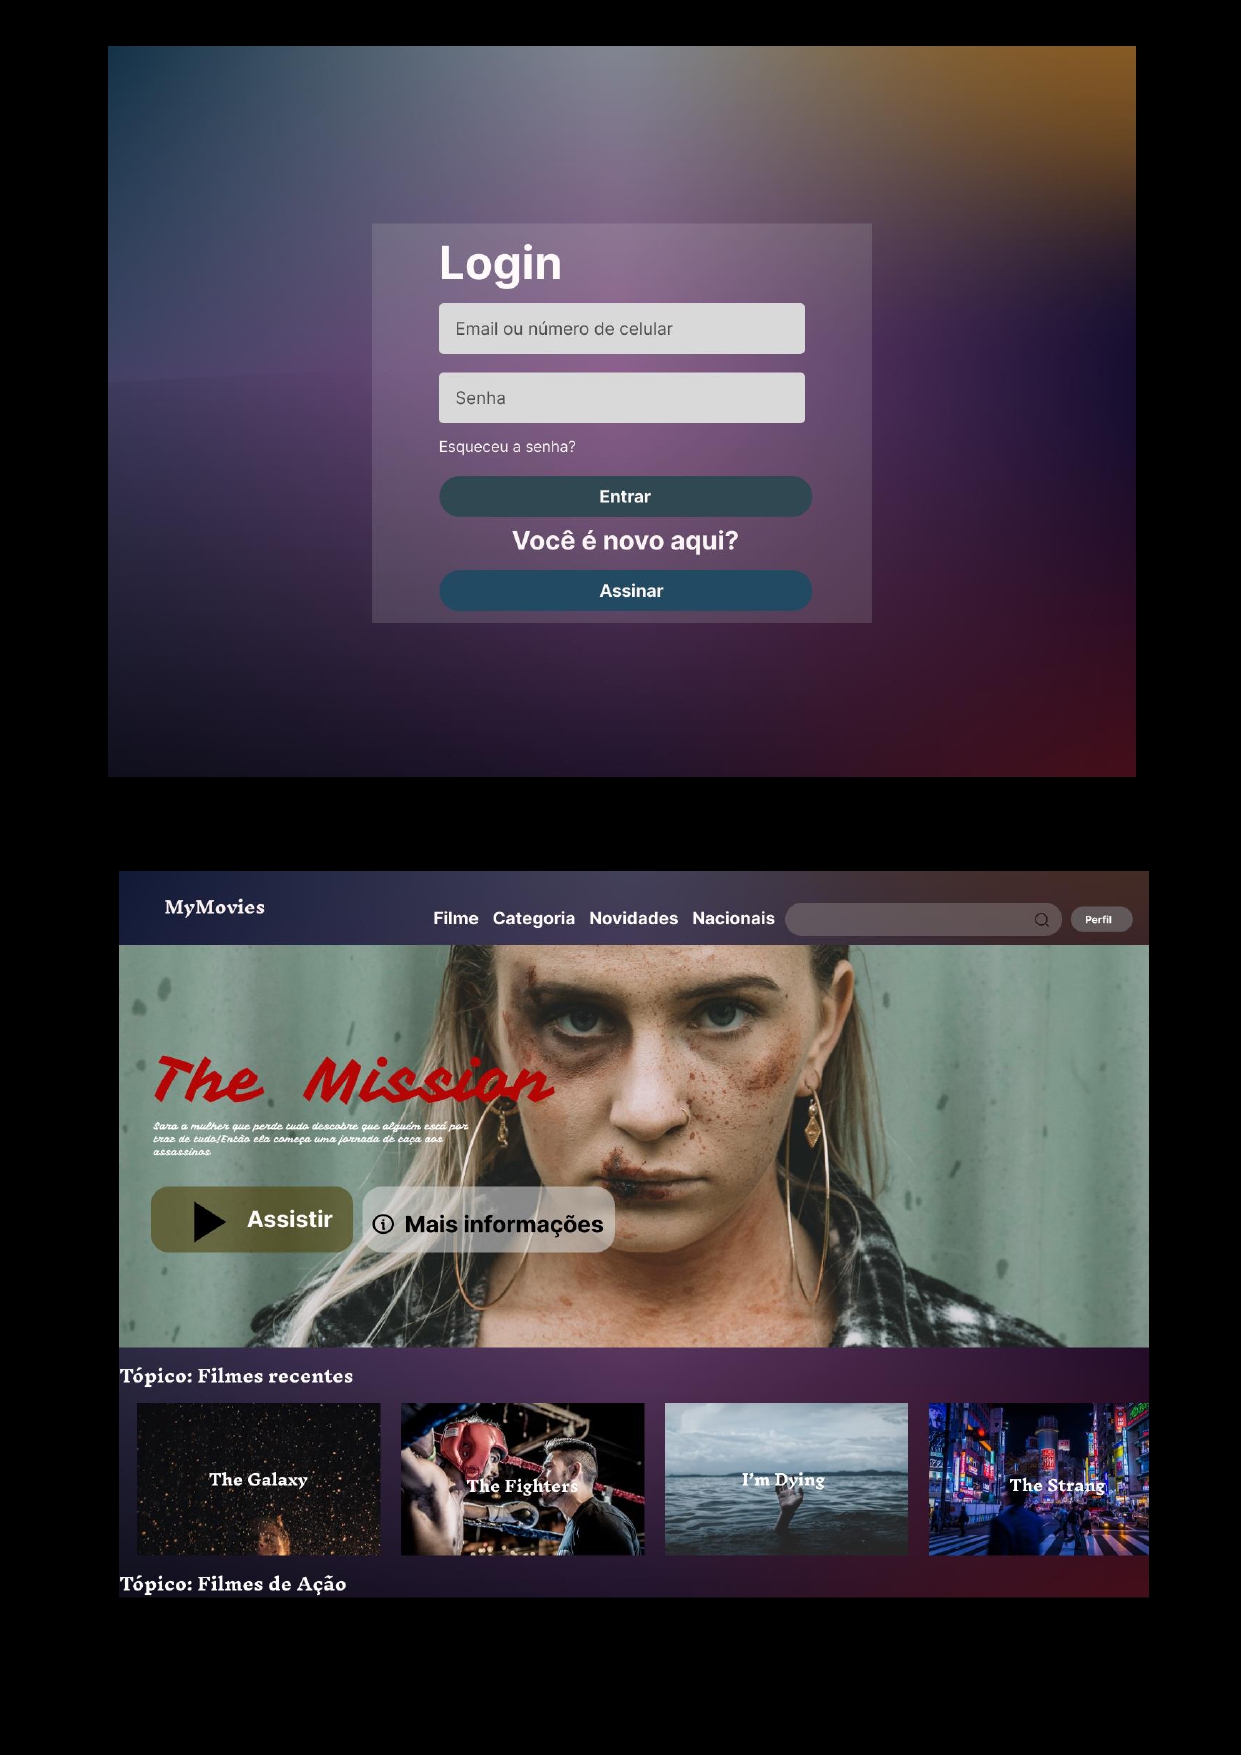 Login
Email ou número de celular
Senha
Esqueceu a senha?
Entrar
Você é novo aqui?
Assinar
MyMovies
Filme Categoria Novidades Nacionais
Perfil
The Mission
Sara a mulher que perde tudo descobre que alguém está por
traz de tudo!Então ela começa uma jornada de caça aos
assassinos
Assistir
Mais informações
Tópico: Filmes recentes
The Galaxy
The Fighters
I'm Dying
The Strang
Tópico: Filmes de Ação